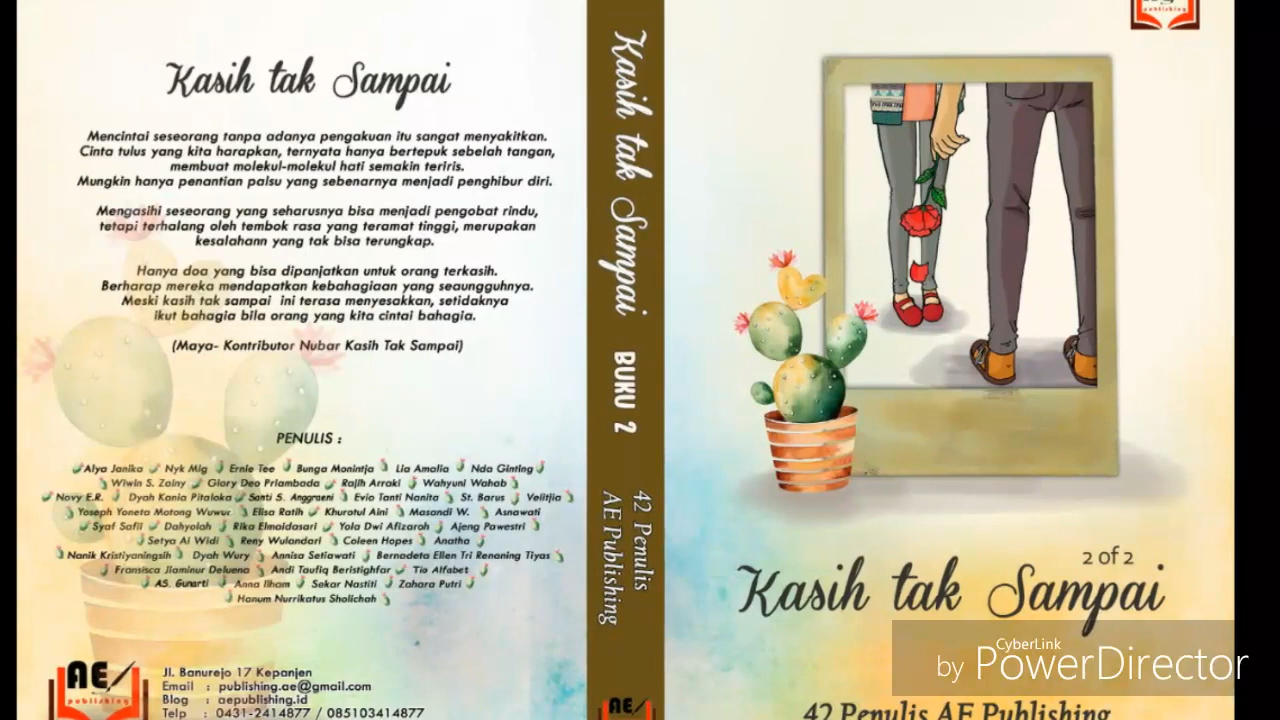 Kasih tak Sampai
Mencintai seseorang tanpa adanya pengakuan itu sangat menyakitkan.
Cinta tulus yang kita harapkan, ternyata hanya bertepuk sebelah tangan,
membuat molekul-molekul hati semakin teriris.
Mungkin hanya penantian palsu yang sebenarnya menjadi penghibur diri.
Mengasihi seseorang yang seharusnya bisa menjadi pengobat rindu,
tetapi terhalang oleh tembok rasa yang teramat tinggi, merupakan
kesalahann yang tak bisa terungkap.
Hanya doa yang bisa dipanjatkan untuk orang terkasih.
Berharap mereka mendapatkan kebahagiaan yang seaungguhnya.
Meski kasih tak sampai ini terasa menyesakkan, setidaknya
ikut bahagia bila orang yang kita cintai bahagia.
(Maya- Kontributor Nubar Kasih Tak Sampai)
PENULIS :
Alya Janika Nyk Mig Ernie Tee Bunga Monintja Lia Amalia Nda Ginting
Wiwin S. Zainy Glory Deo Priambada Rajih Arraki Wahyuni Wahab
Novy E.R. Dyah Kania Pitaloka Santi S. Anggraeni Evio Tanti Nanita St. Barus Velitjia
Yoseph Yoneta Motong Wuwur Elisa Ratih Khurotul Aini Masandi W. Asnawati
Syaf Safii Dahyolah Rika Elmaidasari Yola Dwi Afizaroh Ajeng Pawestri
Setya Ai Widi Reny Wulandari Coleen Hopes Anatha
Nanik Kristiyaningsih Dyah Wury Annisa Setiawati Bernadeta Ellen Tri Renaning Tiyas
Fransisca Jiaminur Deluena Andi Taufiq Beristighfar Tio Alfabet
AS. Gunarti Anna Ilham Sekar Nastiti Zahara Putri
Hanum Nurrikatus Sholichah
AE
publishing
Jl. Banurejo 17 Kepanjen
Email : publishing.ae@gmail.com
Blog : aepublishing.id
Telp : 0431-2414877 / 085103414877
Kasih tak Sampai BUKU 2
42 Penulis
AE Publishing
AE
publishing
2 of 2
Kasih tak Sampai
CyberLink
by PowerDirector
42 Penulis AE Publishing